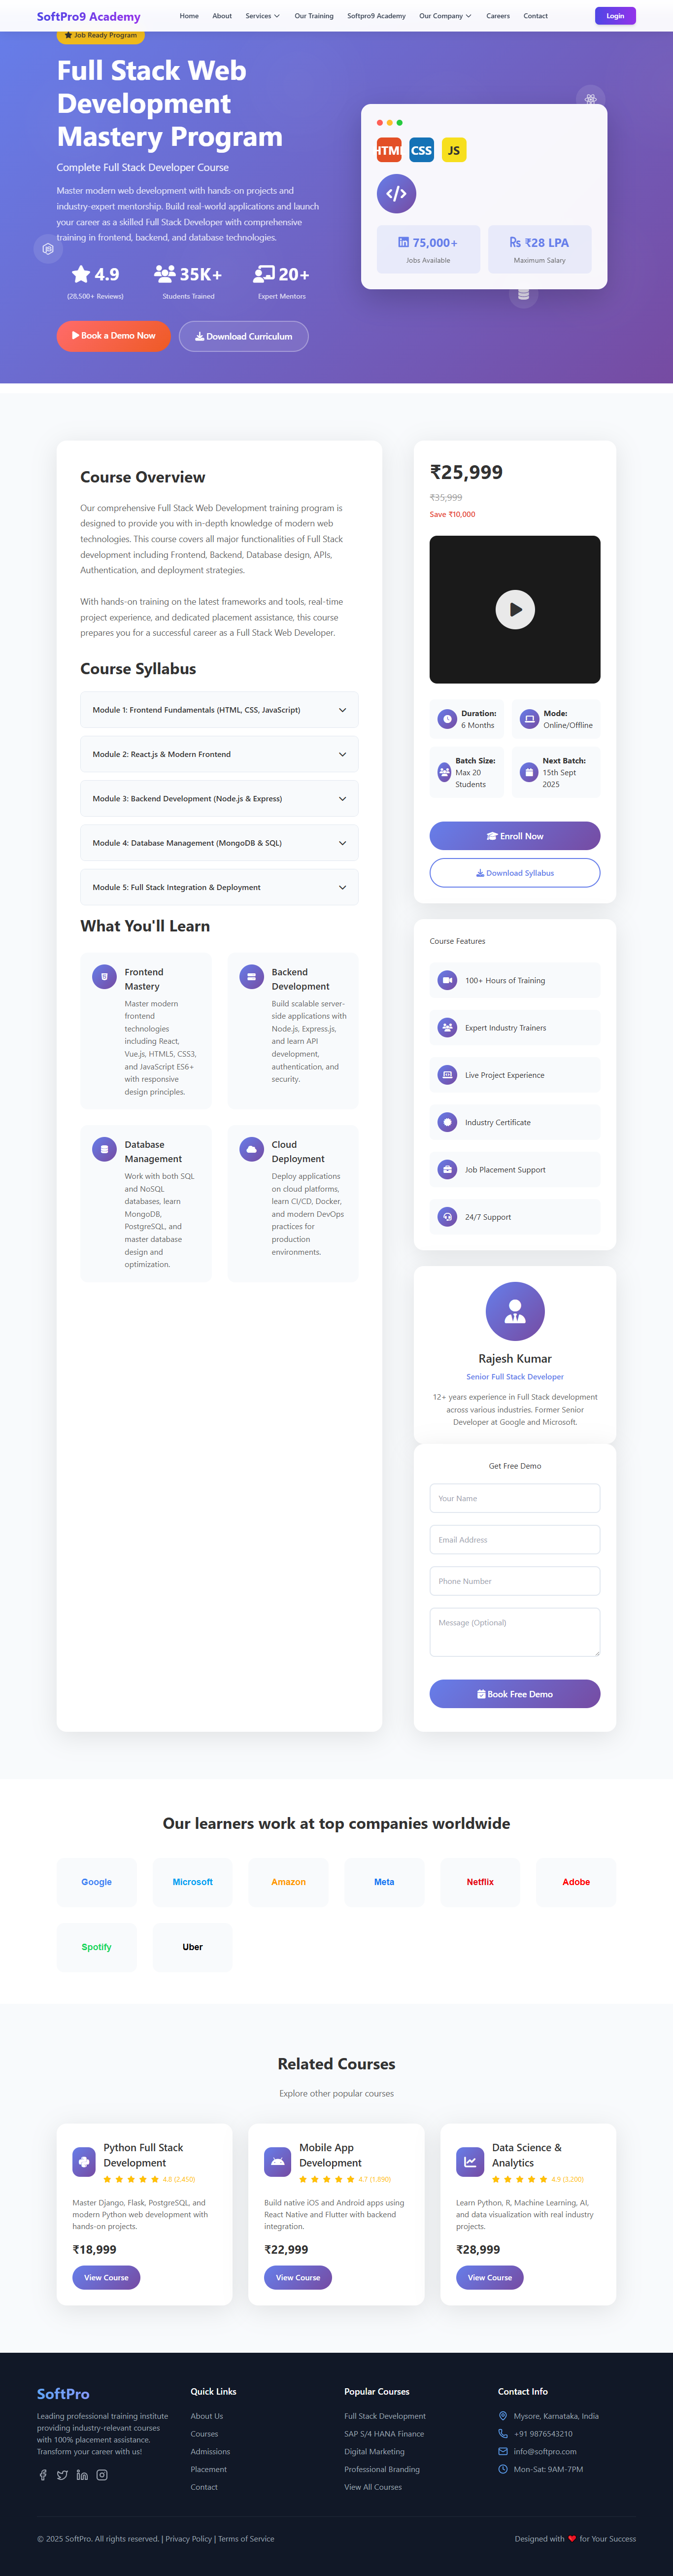 SoftPro9 Academy
Home
About
Services
Our Training
Softpro9 Academy
Our Company
Careers
Contact
Login
Job Ready Program
Full Stack Web
Development
Mastery Program
Complete Full Stack Developer Course
Master modern web development with hands-on projects and
industry-expert mentorship. Build real-world applications and launch
your career as a skilled Full Stack Developer with comprehensive
training in frontend, backend, and database technologies.
4.9
(28,500+ Reviews)
35K+
Students Trained
20+
Expert Mentors
Book a Demo Now
Download Curriculum
HTML
CSS
JS
75,000+
Jobs Available
₹28 LPA
Maximum Salary
Course Overview
Our comprehensive Full Stack Web Development training program is
designed to provide you with in-depth knowledge of modern web
technologies. This course covers all major functionalities of Full Stack
development including Frontend, Backend, Database design, APIs,
Authentication, and deployment strategies.
With hands-on training on the latest frameworks and tools, real-time
project experience, and dedicated placement assistance, this course
prepares you for a successful career as a Full Stack Web Developer.
Course Syllabus
Module 1: Frontend Fundamentals (HTML, CSS, JavaScript)
Module 2: React.js & Modern Frontend
Module 3: Backend Development (Node.js & Express)
Module 4: Database Management (MongoDB & SQL)
Module 5: Full Stack Integration & Deployment
What You'll Learn
Frontend
Mastery
Master modern
frontend
technologies
including React,
Vue.js, HTML5, CSS3,
and JavaScript ES6+
with responsive
design principles.
Backend
Development
Build scalable server-
side applications with
Node.js, Express.js,
and learn API
development,
authentication, and
security.
Database
Management
Work with both SQL
and NoSQL
databases, learn
MongoDB,
PostgreSQL, and
master database
design and
optimization.
Cloud
Deployment
Deploy applications
on cloud platforms,
learn CI/CD, Docker,
and modern DevOps
practices for
production
environments.
₹25,999
₹35,999
Save ₹10,000
Duration:
6 Months
Mode:
Online/Offline
Batch Size:
Max 20
Students
Next Batch:
15th Sept
2025
Enroll Now
Download Syllabus
Course Features
100+ Hours of Training
Expert Industry Trainers
Live Project Experience
Industry Certificate
Job Placement Support
24/7 Support
Rajesh Kumar
Senior Full Stack Developer
12+ years experience in Full Stack development
across various industries. Former Senior
Developer at Google and Microsoft.
Get Free Demo
Your Name
Email Address
Phone Number
Message (Optional)
Book Free Demo
Our learners work at top companies worldwide
Google
Microsoft
Amazon
Meta
Netflix
Adobe
Spotify
Uber
Related Courses
Explore other popular courses
Python Full Stack
Development
4.8 (2,450)
Master Django, Flask, PostgreSQL, and
modern Python web development with
hands-on projects.
₹18,999
View Course
Mobile App
Development
4.7 (1,890)
Build native iOS and Android apps using
React Native and Flutter with backend
integration.
₹22,999
View Course
Data Science &
Analytics
4.9 (3,200)
Learn Python, R, Machine Learning, AI,
and data visualization with real industry
projects.
₹28,999
View Course
SoftPro
Leading professional training institute
providing industry-relevant courses
with 100% placement assistance.
Transform your career with us!
Quick Links
About Us
Courses
Admissions
Placement
Contact
Popular Courses
Full Stack Development
SAP S/4 HANA Finance
Digital Marketing
Professional Branding
View All Courses
Contact Info
Mysore, Karnataka, India
+91 9876543210
info@softpro.com
Mon-Sat: 9AM-7PM
© 2025 SoftPro. All rights reserved. | Privacy Policy | Terms of Service
Designed with ❤ for Your Success